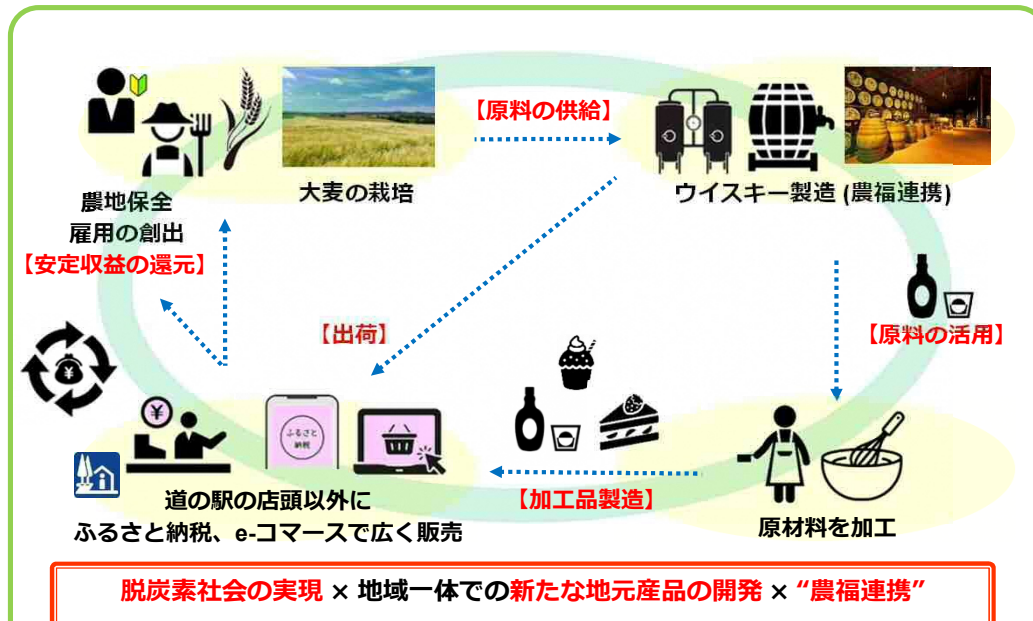 【原料の供給】
大麦の栽培
ウイスキー製造 (農福連携)
農地保全
雇用の創出
【安定収益の還元】
【出荷】
【原料の活用】
¥
¥
ふるさと
納税
【加工品製造】
道の駅の店頭以外に
ふるさと納税、e-コマースで広く販売
原材料を加工
脱炭素社会の実現 × 地域一体での新たな地元産品の開発 × “農福連携”